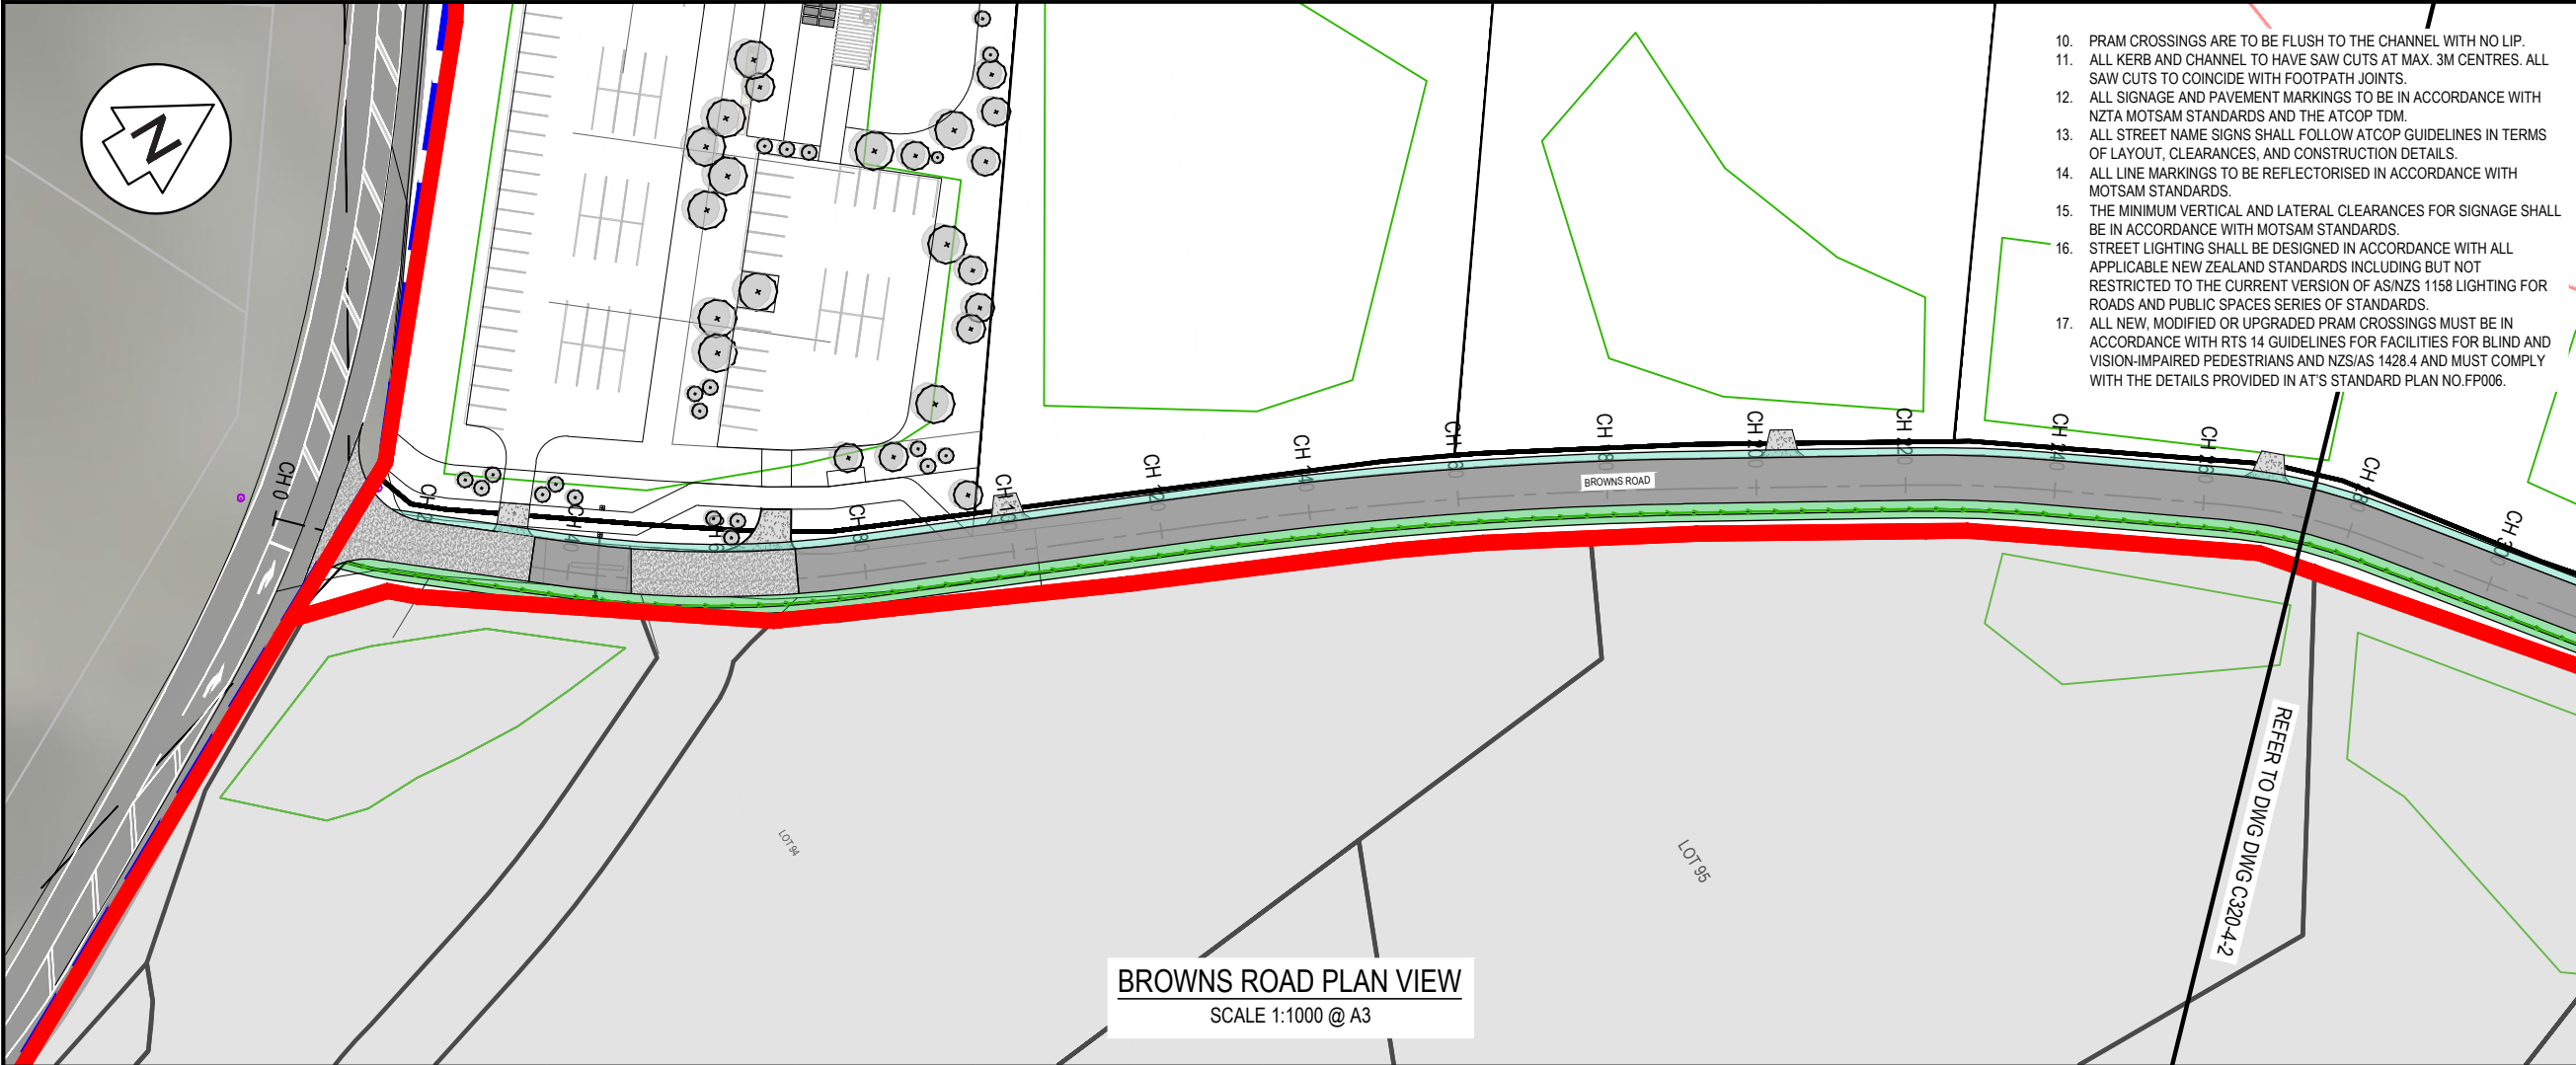 N
10. PRAM CROSSINGS ARE TO BE FLUSH TO THE CHANNEL WITH NO LIP.
11. ALL KERB AND CHANNEL TO HAVE SAW CUTS AT MAX. 3M CENTRES. ALL
SAW CUTS TO COINCIDE WITH FOOTPATH JOINTS.
12. ALL SIGNAGE AND PAVEMENT MARKINGS TO BE IN ACCORDANCE WITH
NZTA MOTSAM STANDARDS AND THE ATCOP TDM.
13. ALL STREET NAME SIGNS SHALL FOLLOW ATCOP GUIDELINES IN TERMS
OF LAYOUT, CLEARANCES, AND CONSTRUCTION DETAILS.
14. ALL LINE MARKINGS TO BE REFLECTORISED IN ACCORDANCE WITH
MOTSAM STANDARDS.
15. THE MINIMUM VERTICAL AND LATERAL CLEARANCES FOR SIGNAGE SHALL
BE IN ACCORDANCE WITH MOTSAM STANDARDS.
16. STREET LIGHTING SHALL BE DESIGNED IN ACCORDANCE WITH ALL
APPLICABLE NEW ZEALAND STANDARDS INCLUDING BUT NOT
RESTRICTED TO THE CURRENT VERSION OF AS/NZS 1158 LIGHTING FOR
ROADS AND PUBLIC SPACES SERIES OF STANDARDS.
17. ALL NEW, MODIFIED OR UPGRADED PRAM CROSSINGS MUST BE IN
ACCORDANCE WITH RTS 14 GUIDELINES FOR FACILITIES FOR BLIND AND
VISION-IMPAIRED PEDESTRIANS AND NZS/AS 1428.4 AND MUST COMPLY
WITH THE DETAILS PROVIDED IN AT'S STANDARD PLAN NO.FP006.
CH 0
CH 40
CH 80
CH 120
CH 140
CH 180
CH 220
CH 240
CH 260
BROWNS ROAD
LOT 94
LOT 95
REFER TO DWG DWG C320-4-2
BROWNS ROAD PLAN VIEW
SCALE 1:1000 @ A3